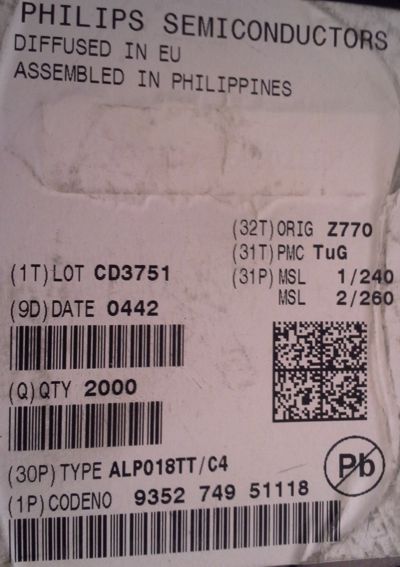 PHILIPS SEMICONDUCTORS
DIFFUSED IN EU
ASSEMBLED IN PHILIPPINES
(32T)ORIG Z770
(31T)PMC TuG
(1T)LOT CD3751
(31P)MSL 1/240
MSL 2/260
(9D)DATE 0442
(Q)QTY 2000
(30P)TYPE ALP018TT/C4
Pb
(1P)CODENO 9352 749 51118